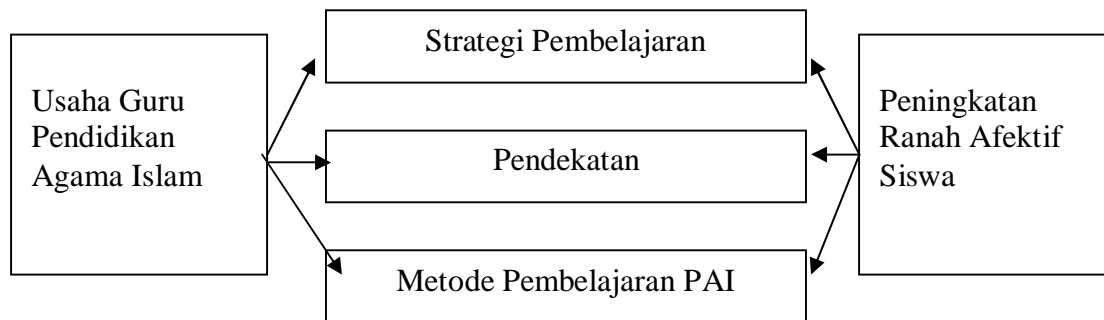 Strategi Pembelajaran
Usaha Guru
Pendidikan
Agama Islam
Pendekatan
Peningkatan
Ranah Afektif
Siswa
Metode Pembelajaran PAI